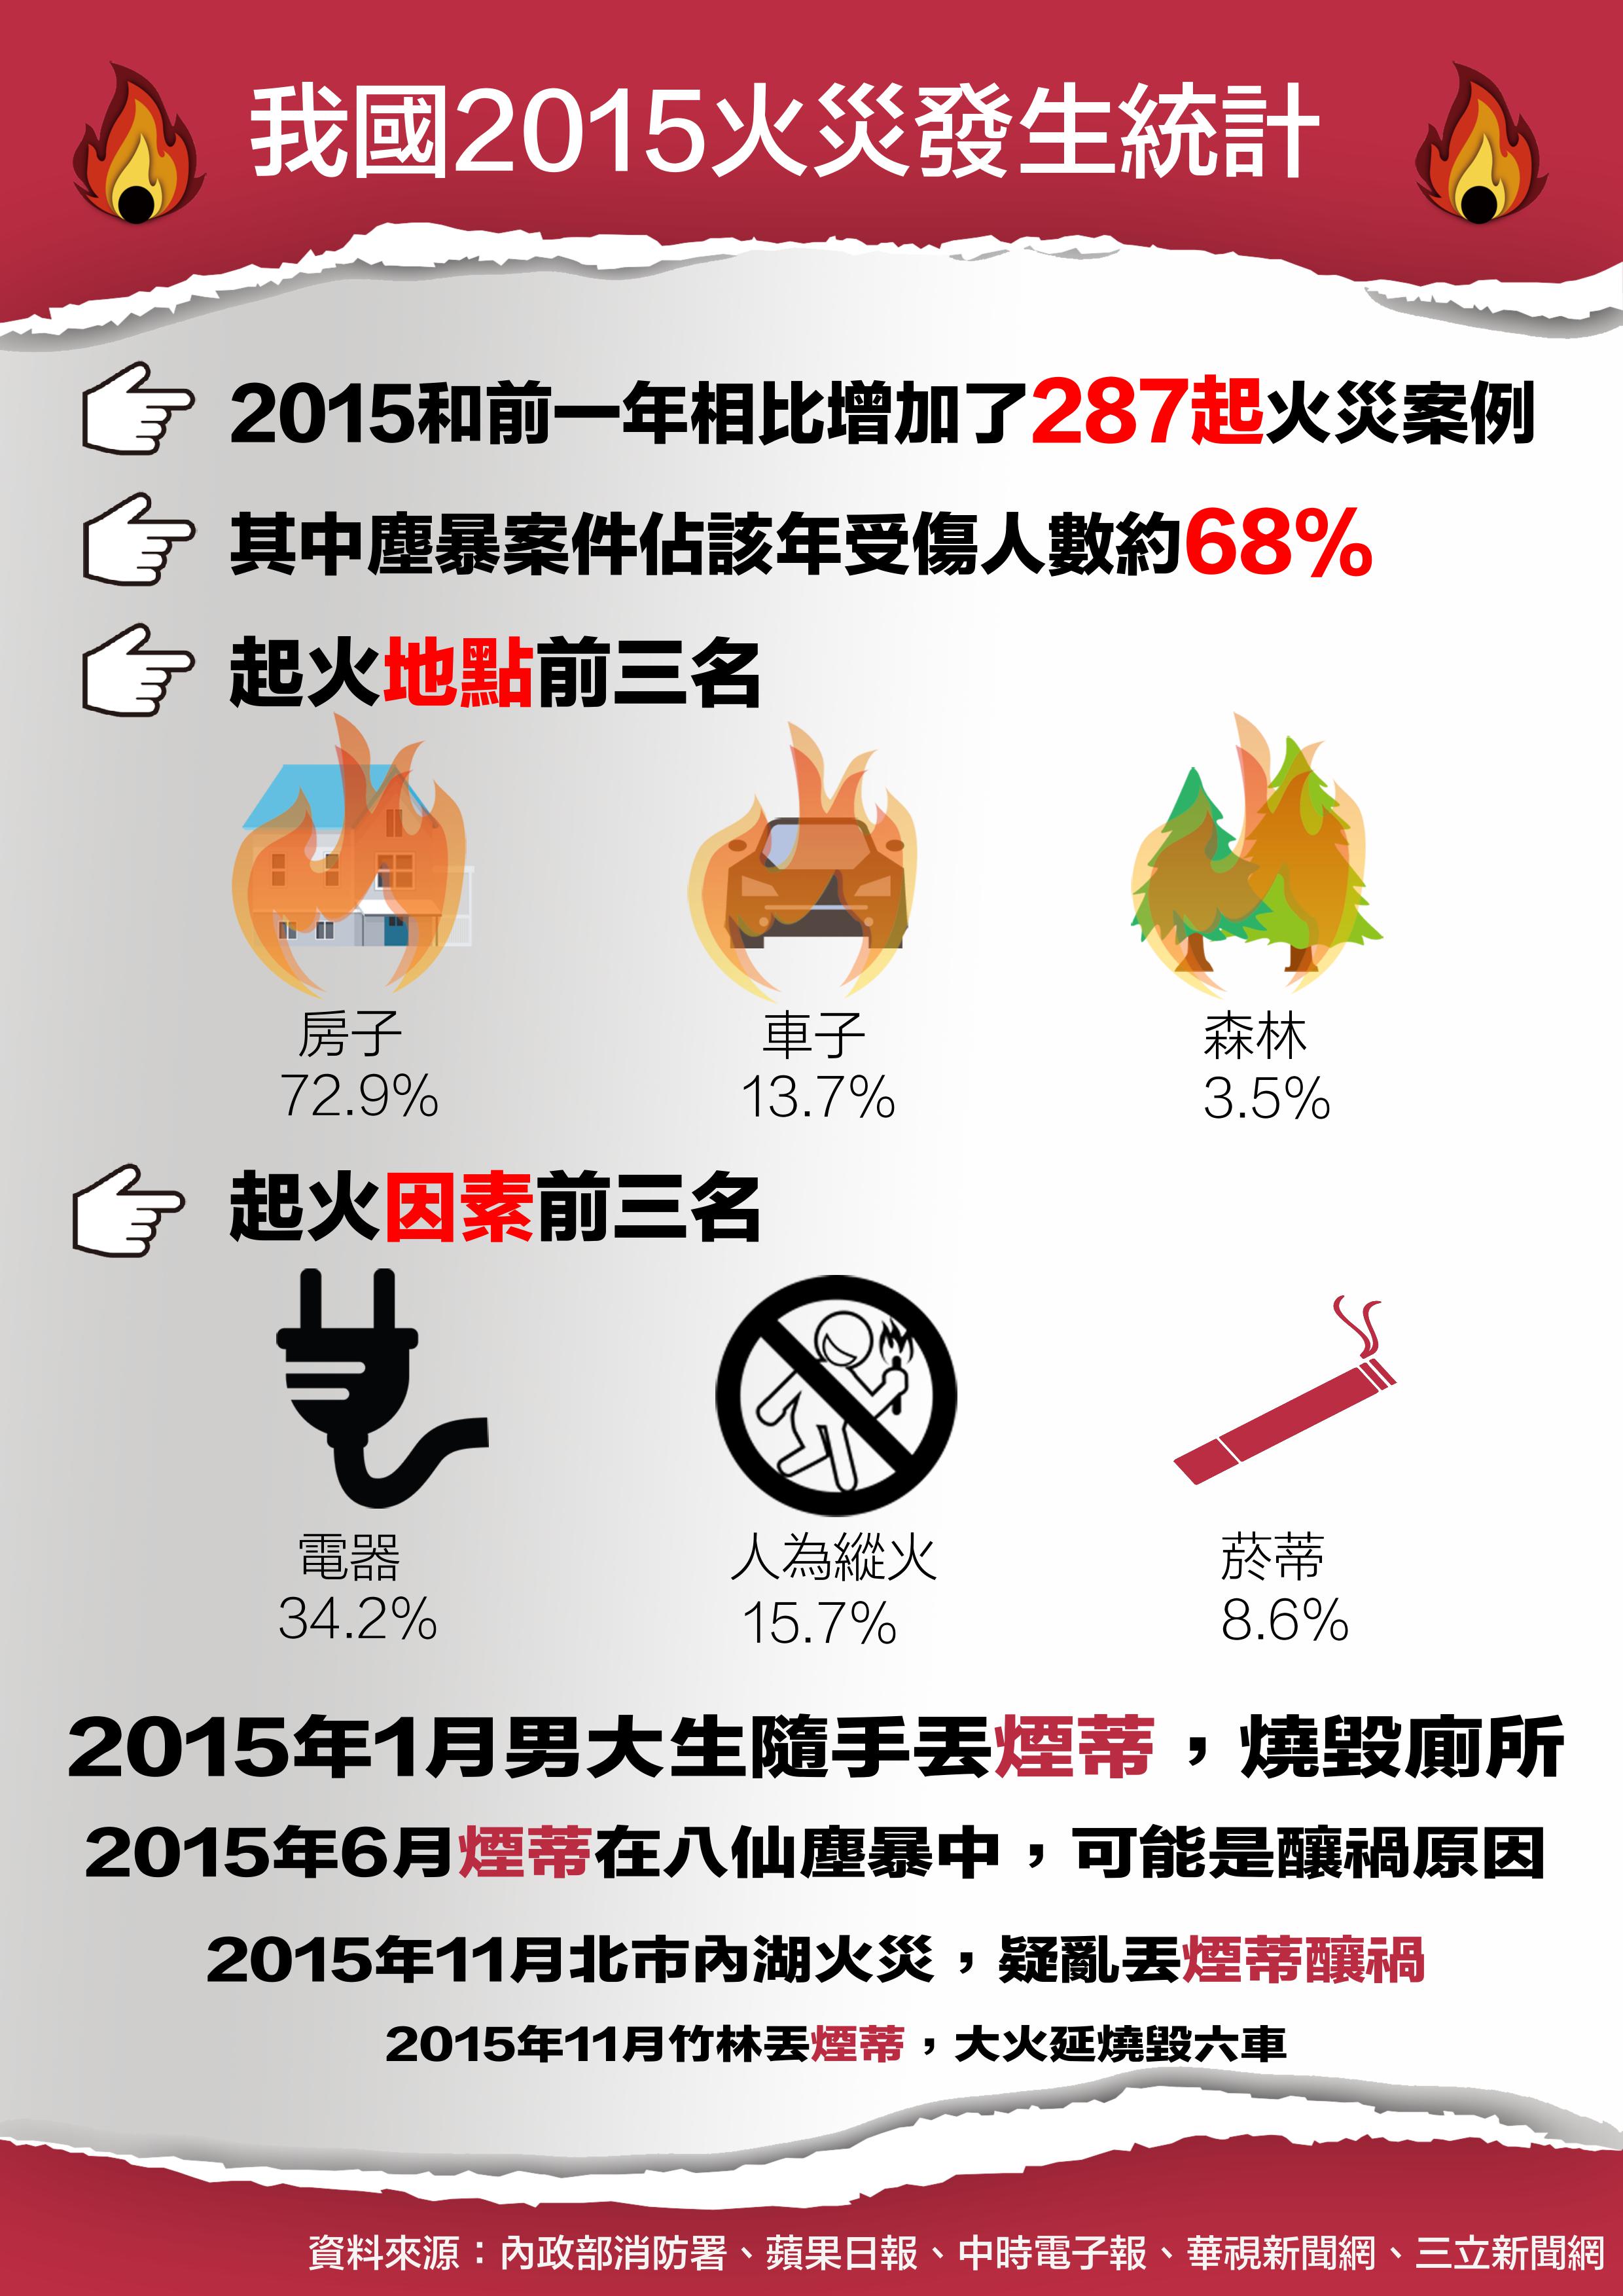 我國2015火災發生統計
2015和前一年相比增加了287起火災案例
其中塵暴案件佔該年受傷人數約68%
起火地點前三名
房子
72.9%
車子
13.7%
森林
3.5%
起火因素前三名
電器
34.2%
人為縱火
15.7%
菸蒂
8.6%
2015年1月男大生隨手丟煙蒂，燒毀廁所
2015年6月煙蒂在八仙塵暴中，可能是釀禍原因
2015年11月北市內湖火災，疑亂丟煙蒂釀禍
2015年11月竹林丟煙蒂，大火延燒毀六車
資料來源：內政部消防署、蘋果日報、中時電子報、華視新聞網、三立新聞網